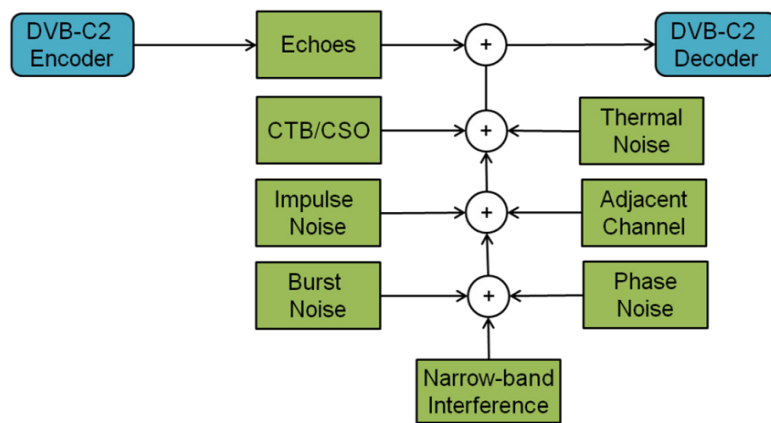 DVB-C2
Encoder
Echoes
+
DVB-C2
Decoder
CTB/CSO
+
Thermal
Noise
Impulse
Noise
+
Adjacent
Channel
Burst
Noise
+
Phase
Noise
Narrow-band
Interference